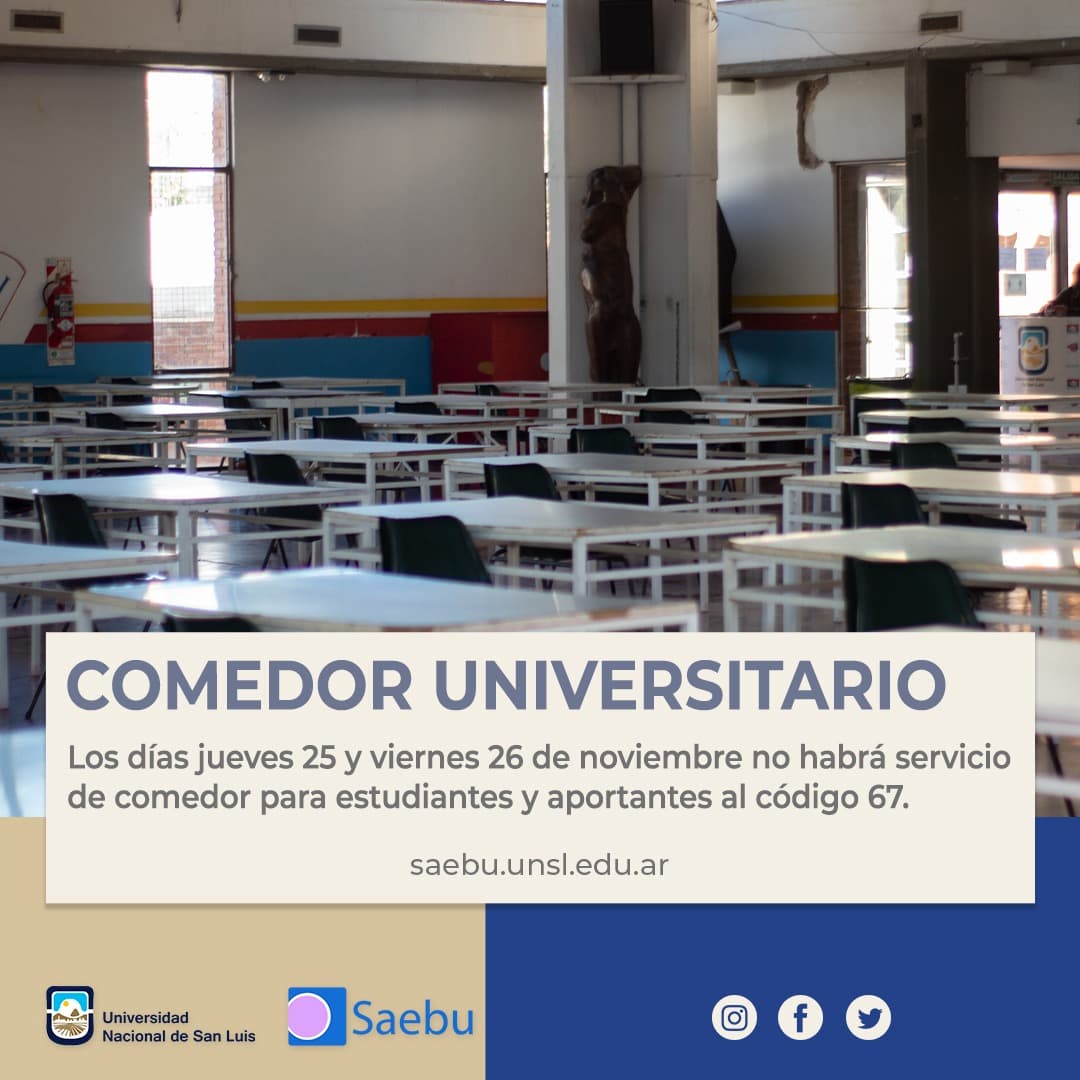 SALIDA
COMEDOR UNIVERSITARIO
Los días jueves 25 y viernes 26 de noviembre no habrá servicio
de comedor para estudiantes y aportantes al código 67.
saebu.unsl.edu.ar
Universidad
Nacional de San Luis
Saebu